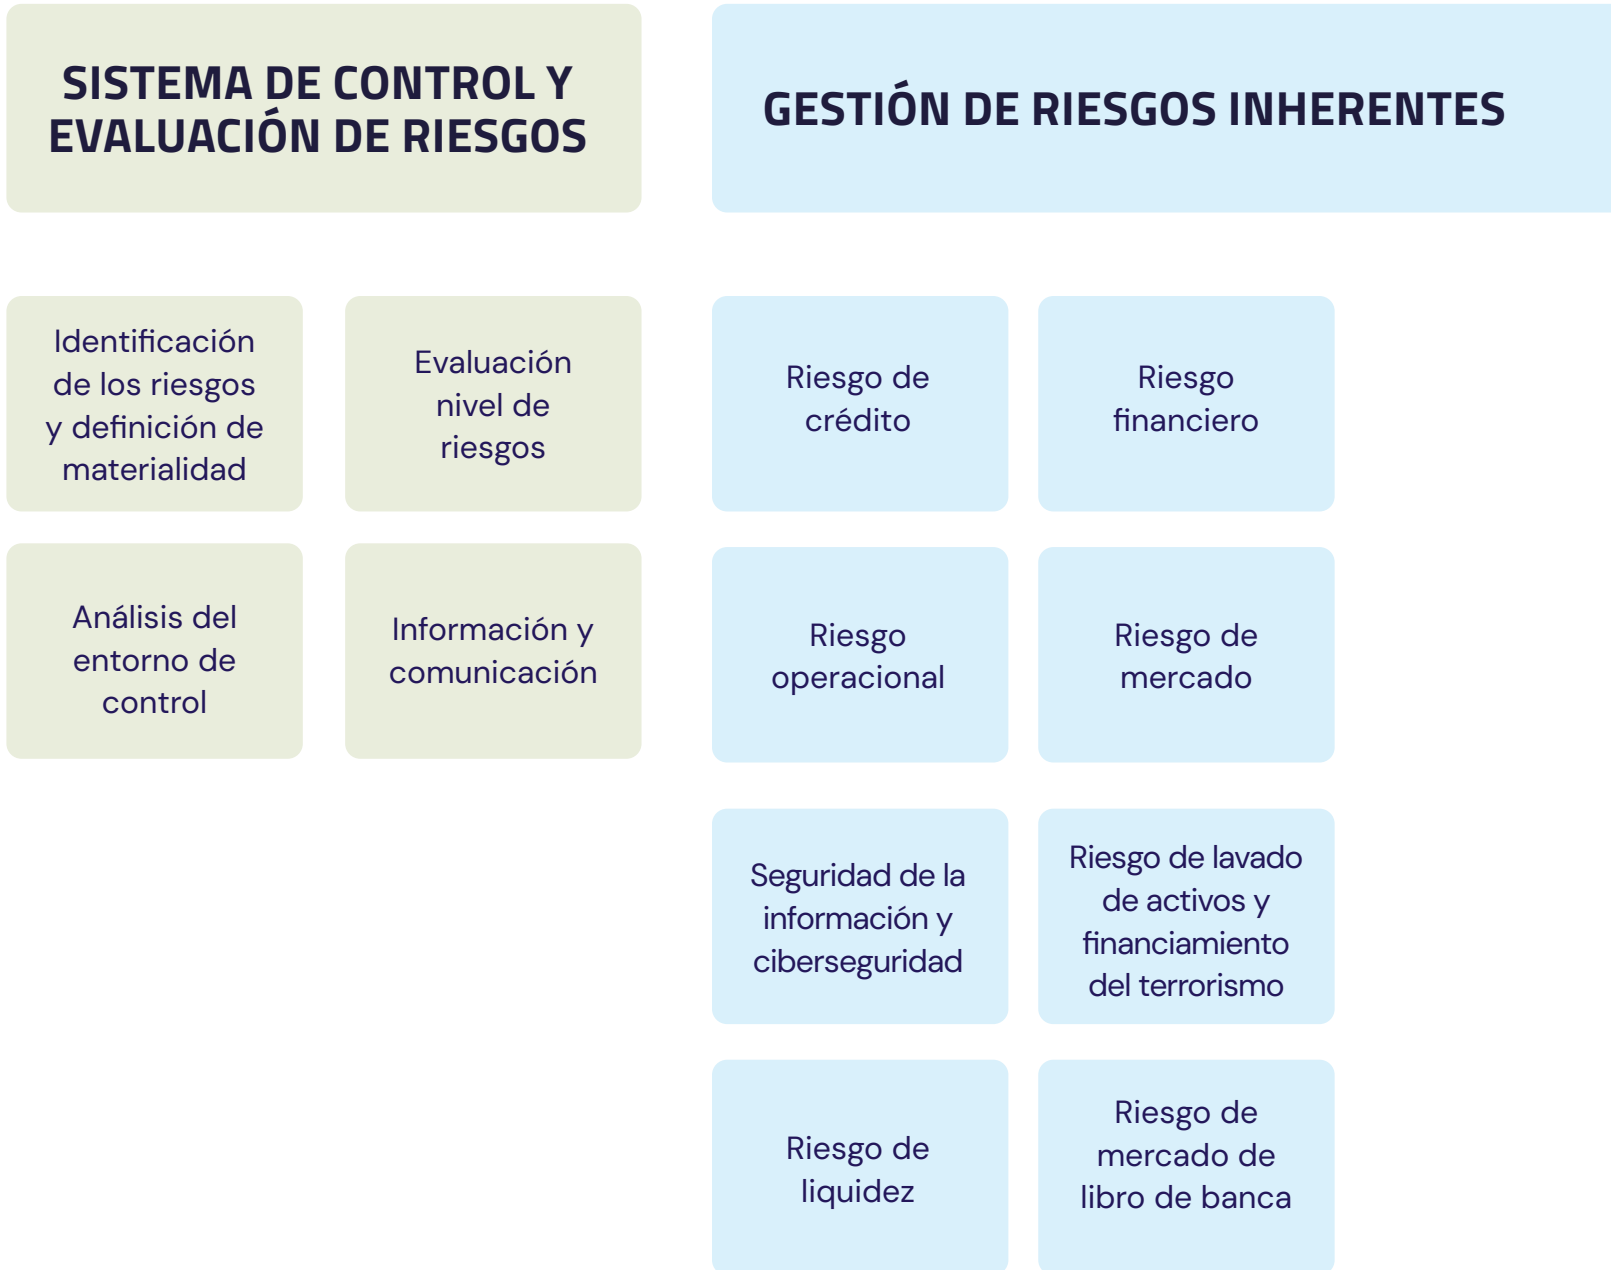 SISTEMA DE CONTROL Y
EVALUACIÓN DE RIESGOS
GESTIÓN DE RIESGOS INHERENTES
Identificación
de los riesgos
y definición de
materialidad
Evaluación
nivel de
riesgos
Análisis del
entorno de
control
Información y
comunicación
Riesgo de
crédito
Riesgo
financiero
Riesgo
operacional
Riesgo de
mercado
Seguridad de la
información y
ciberseguridad
Riesgo de lavado
de activos y
financiamiento
del terrorismo
Riesgo de
liquidez
Riesgo de
mercado de
libro de banca